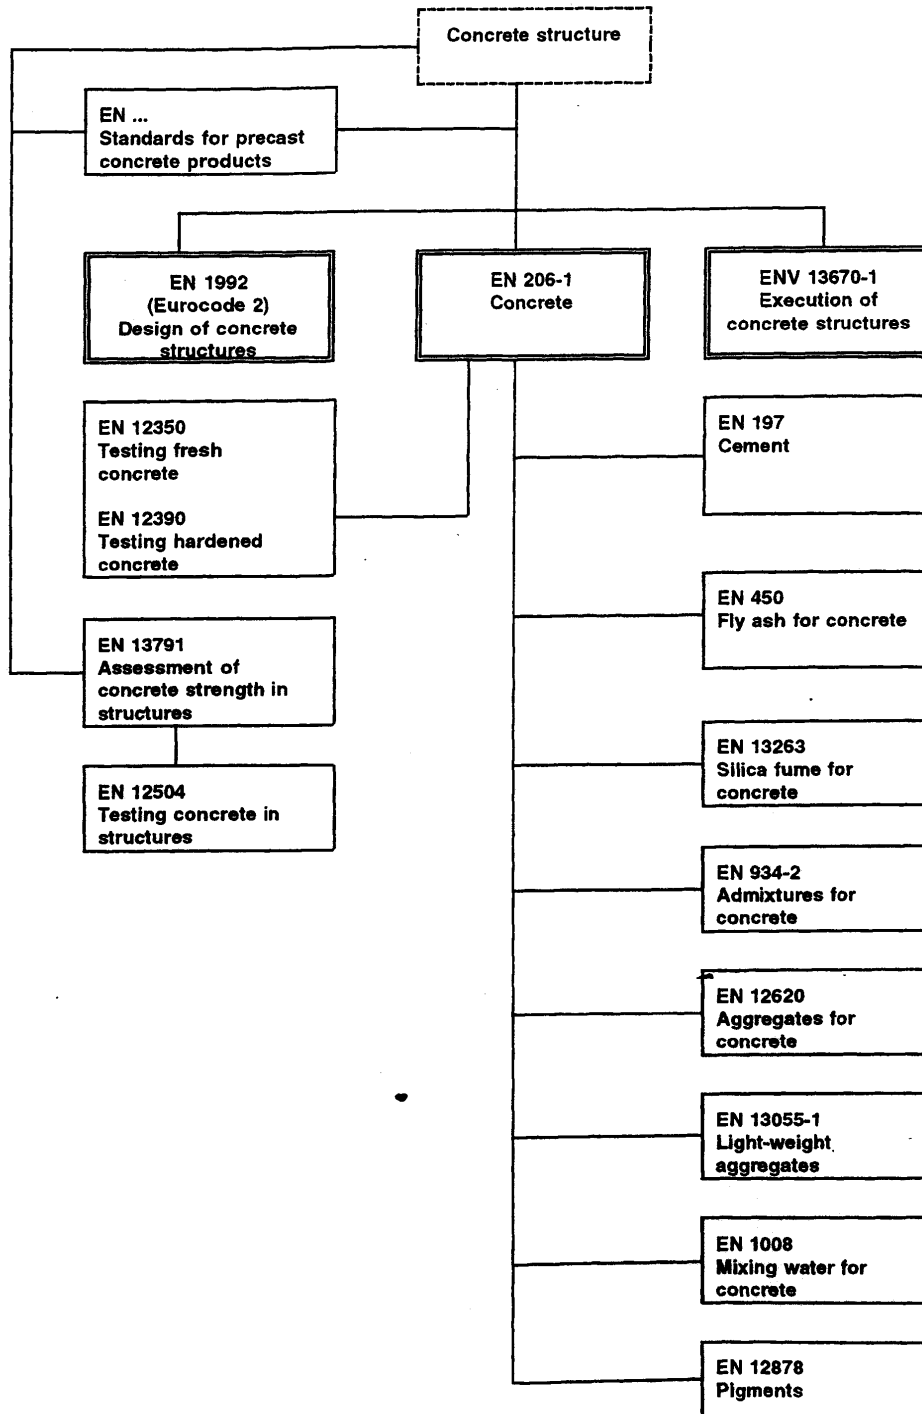 Concrete structure
EN ...
Standards for precast
concrete products
EN 1992
(Eurocode 2)
Design of concrete
structures
EN 206-1
Concrete
ENV 13670-1
Execution of
concrete structures
EN 12350
Testing fresh
concrete
EN 12390
Testing hardened
concrete
EN 13791
Assessment of
concrete strength in
structures
EN 12504
Testing concrete in
structures
EN 197
Cement
EN 450
Fly ash for concrete
EN 13263
Silica fume for
concrete
EN 934-2
Admixtures for
concrete
EN 12620
Aggregates for
concrete
EN 13055-1
Light-weight
aggregates
EN 1008
Mixing water for
concrete
EN 12878
Pigments